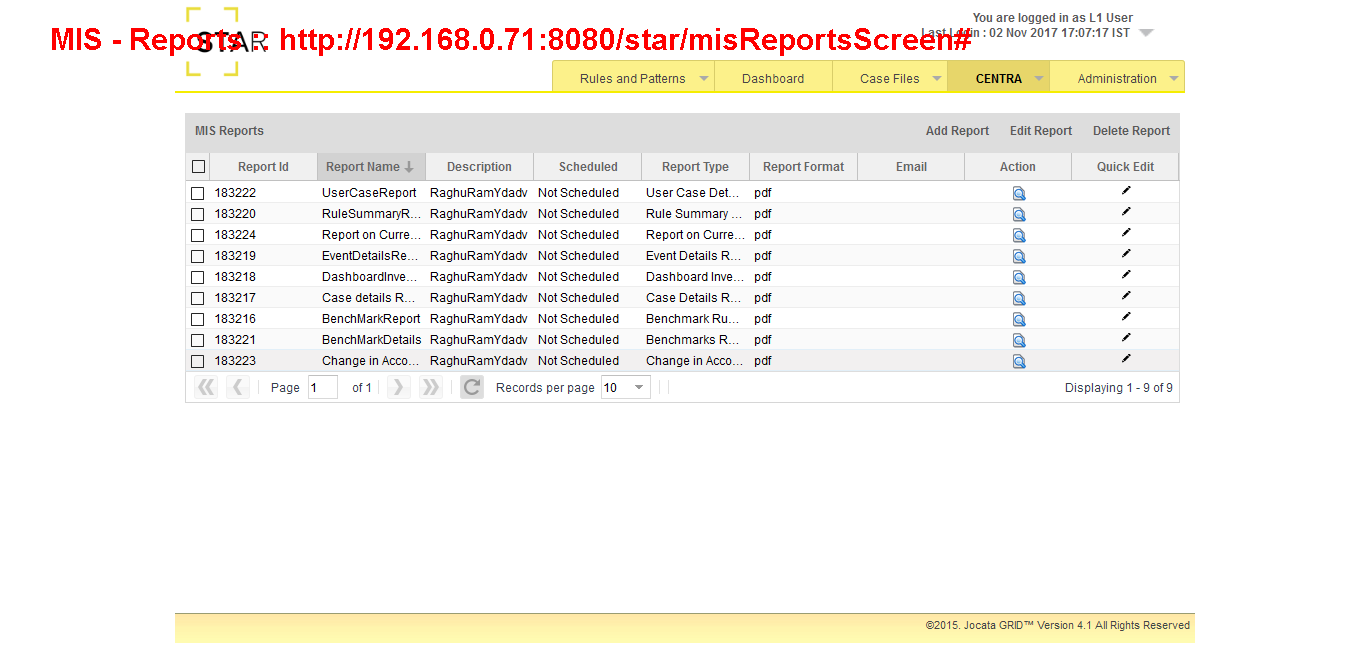 You are logged in as L1 User
MIS - Reports :: http://192.168.0.71:8080/star/misReportsScreen#
STAR
Last Login : 02 Nov 2017 17:07:17 IST
Rules and Patterns Dashboard Case Files CENTRA Administration
MIS Reports Add Report Edit Report Delete Report
Report Id Report Name Description Scheduled Report Type Report Format Email Action Quick Edit
183222 UserCaseReport RaghuRamYdadv Not Scheduled User Case Det... pdf
183220 RuleSummaryR... RaghuRamYdadv Not Scheduled Rule Summary ... pdf
183224 Report on Curre... RaghuRamYdadv Not Scheduled Report on Curre... pdf
183219 EventDetailsRe... RaghuRamYdadv Not Scheduled Event Details R... pdf
183218 DashboardInve... RaghuRamYdadv Not Scheduled Dashboard Inve... pdf
183217 Case details R... RaghuRamYdadv Not Scheduled Case Details R... pdf
183216 BenchMarkReport RaghuRamYdadv Not Scheduled Benchmark Ru... pdf
183221 BenchMarkDetails RaghuRamYdadv Not Scheduled Benchmarks R... pdf
183223 Change in Acco... RaghuRamYdadv Not Scheduled Change in Acco... pdf
Page 1 of 1 Records per page 10 Displaying 1 - 9 of 9
©2015. Jocata GRID™ Version 4.1 All Rights Reserved